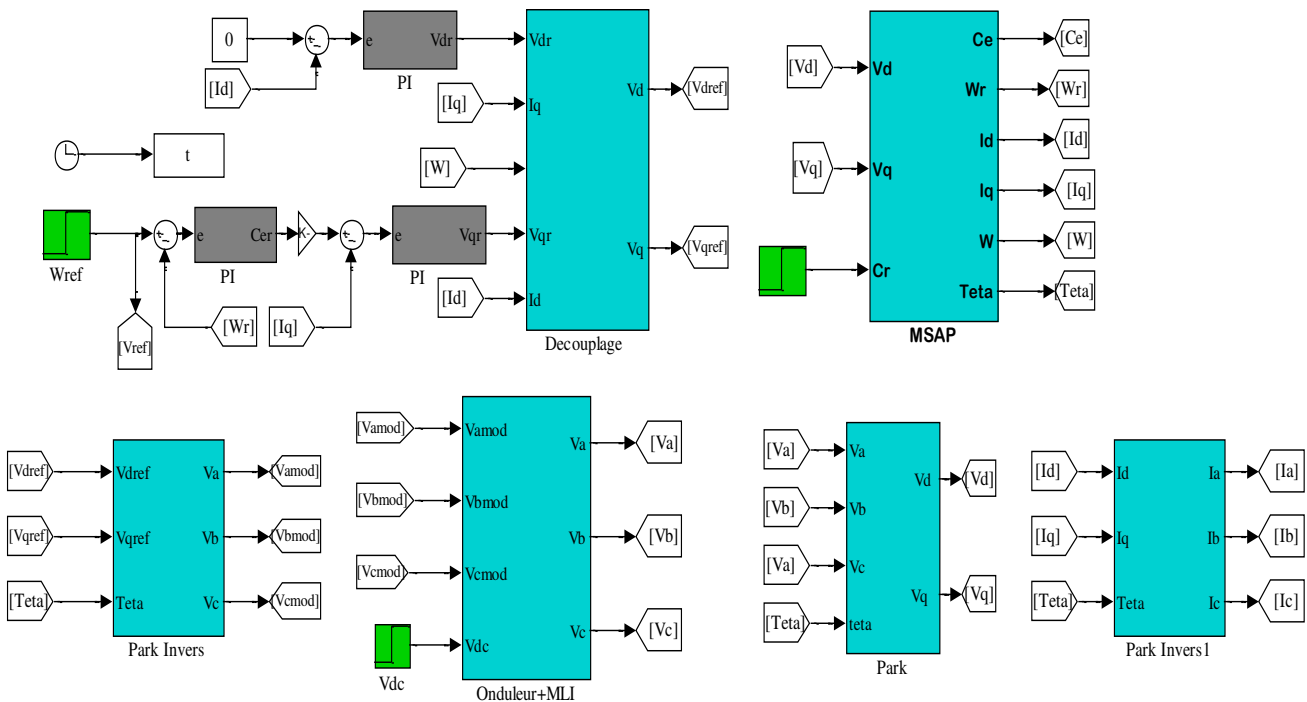 0
e
Vdr
PI
[Id]
Vdr
[Iq]
Iq
[W]
t
Wref
e
Cer
PI
K-
e
Vqr
PI
Vqr
[Id]
Id
[Vref]
[Wr]
[Iq]
Vd
[Vdref]
Vq
[Vqref]
Decouplage
[Vd]
Vd
[Vq]
Vq
Cr
Ce
[Ce]
Wr
[Wr]
Id
[Id]
Iq
[Iq]
W
[W]
Teta
[Teta]
MSAP
[Vdref]
Vdref
[Vqref]
Vqref
[Teta]
Teta
Va
[Vamod]
Vb
[Vbmod]
Vc
[Vcmod]
Park Invers
[Vamod]
Vamod
[Vbmod]
Vbmod
[Vcmod]
Vcmod
Vdc
Vdc
Va
[Va]
Vb
[Vb]
Vc
[Vc]
Onduleur+MLI
[Va]
Va
[Vb]
Vb
[Va]
Vc
[Teta]
teta
Vd
[Vd]
Vq
[Vq]
Park
[Id]
Id
[Iq]
Iq
[Teta]
Teta
Ia
[Ia]
Ib
[Ib]
Ic
[Ic]
Park Invers1